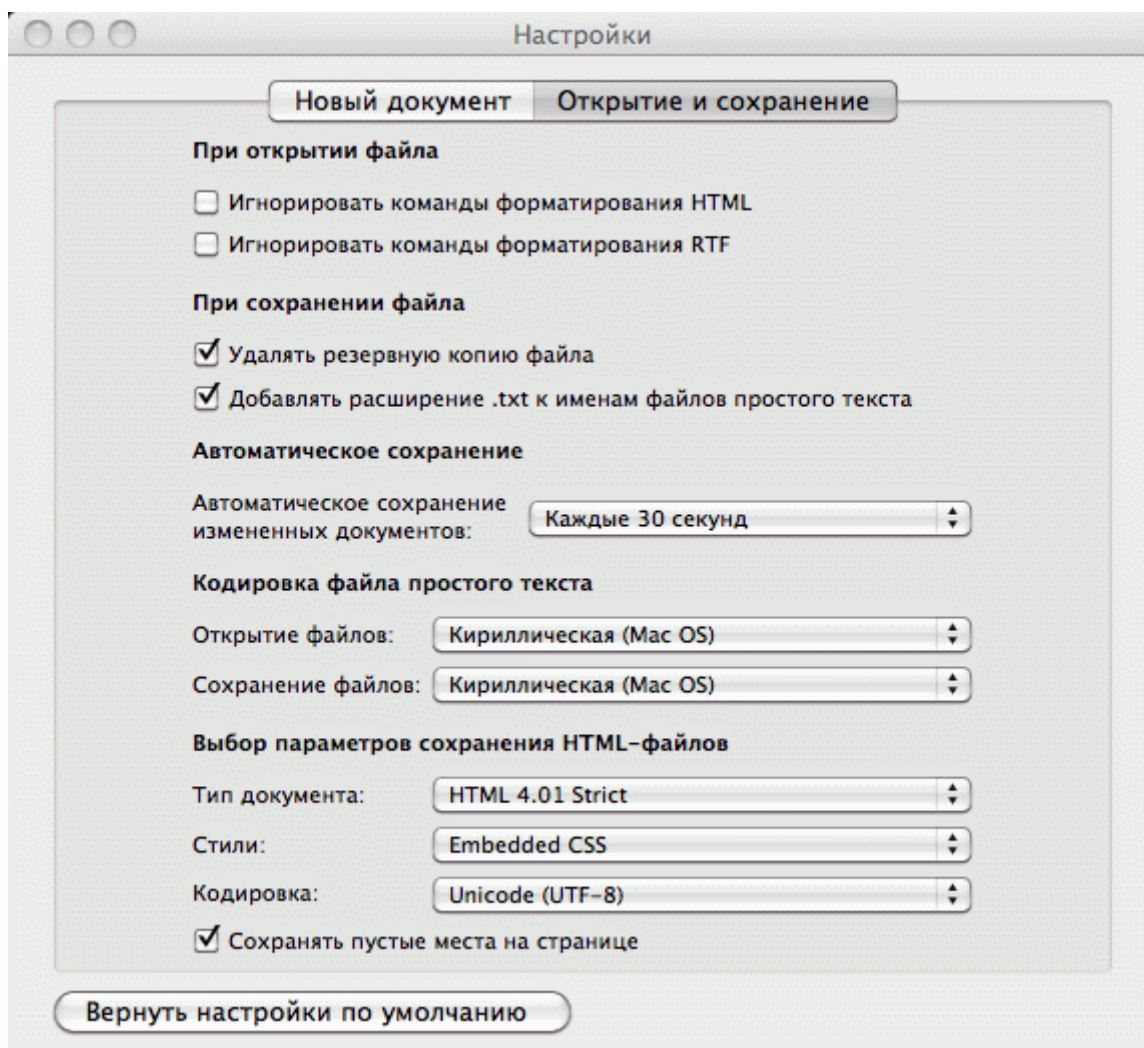 Настройки
Новый документ Открытие и сохранение
При открытии файла
Игнорировать команды форматирования HTML
Игнорировать команды форматирования RTF
При сохранении файла
Удалять резервную копию файла
Добавлять расширение .txt к именам файлов простого текста
Автоматическое сохранение
Автоматическое сохранение
измененных документов: Каждые 30 секунд
Кодировка файла простого текста
Открытие файлов: Кириллическая (Mac OS)
Сохранение файлов: Кириллическая (Mac OS)
Выбор параметров сохранения HTML-файлов
Тип документа: HTML 4.01 Strict
Стили: Embedded CSS
Кодировка: Unicode (UTF-8)
Сохранять пустые места на странице
Вернуть настройки по умолчанию